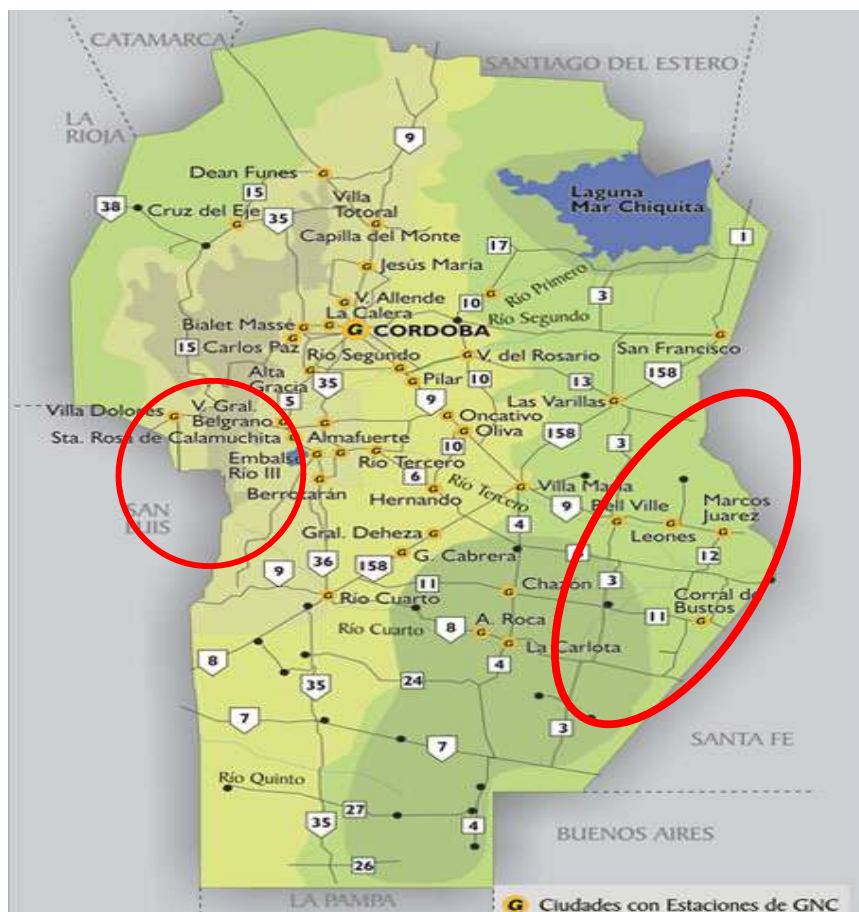 CATAMARCA
SANTIAGO DEL ESTERO
LA
RIOJA
9
Dean Funes
15
38
Cruz del Eje
35
Villa
Totoral
Capilla del Monte
Laguna
Mar Chiquita
17
1
Jesús María
10
Río Primero
3
V. Allende
La Calera
Río Segundo
Bialet Massé
G CORDOBA
15
Carlos Paz
Río Segundo
V. del Rosario
San Francisco
158
Alta
Gracia
35
Pilar
10
13
9
Las Varillas
Villa Dolores
V. Gral.
Belgrano
5
Oncativo
Oliva
158
3
Sta. Rosa de Calamuchita
Almafuerte
10
Embalse
Río III
Río Tercero
6
Río Tercero
Villa María
Berrotarán
Hernando
9
Bell Ville
Marcos
Juarez
SAN
LUIS
4
Leones
Gral. Deheza
12
36
158
G. Cabrera
9
11
Chazón
3
Corral de
Bustos
Río Cuarto
11
Río Cuarto
8
A. Roca
La Carlota
8
4
35
24
7
3
7
SANTA FE
Río Quinto
27
35
4
BUENOS AIRES
26
LA PAMPA
G Ciudades con Estaciones de GNC